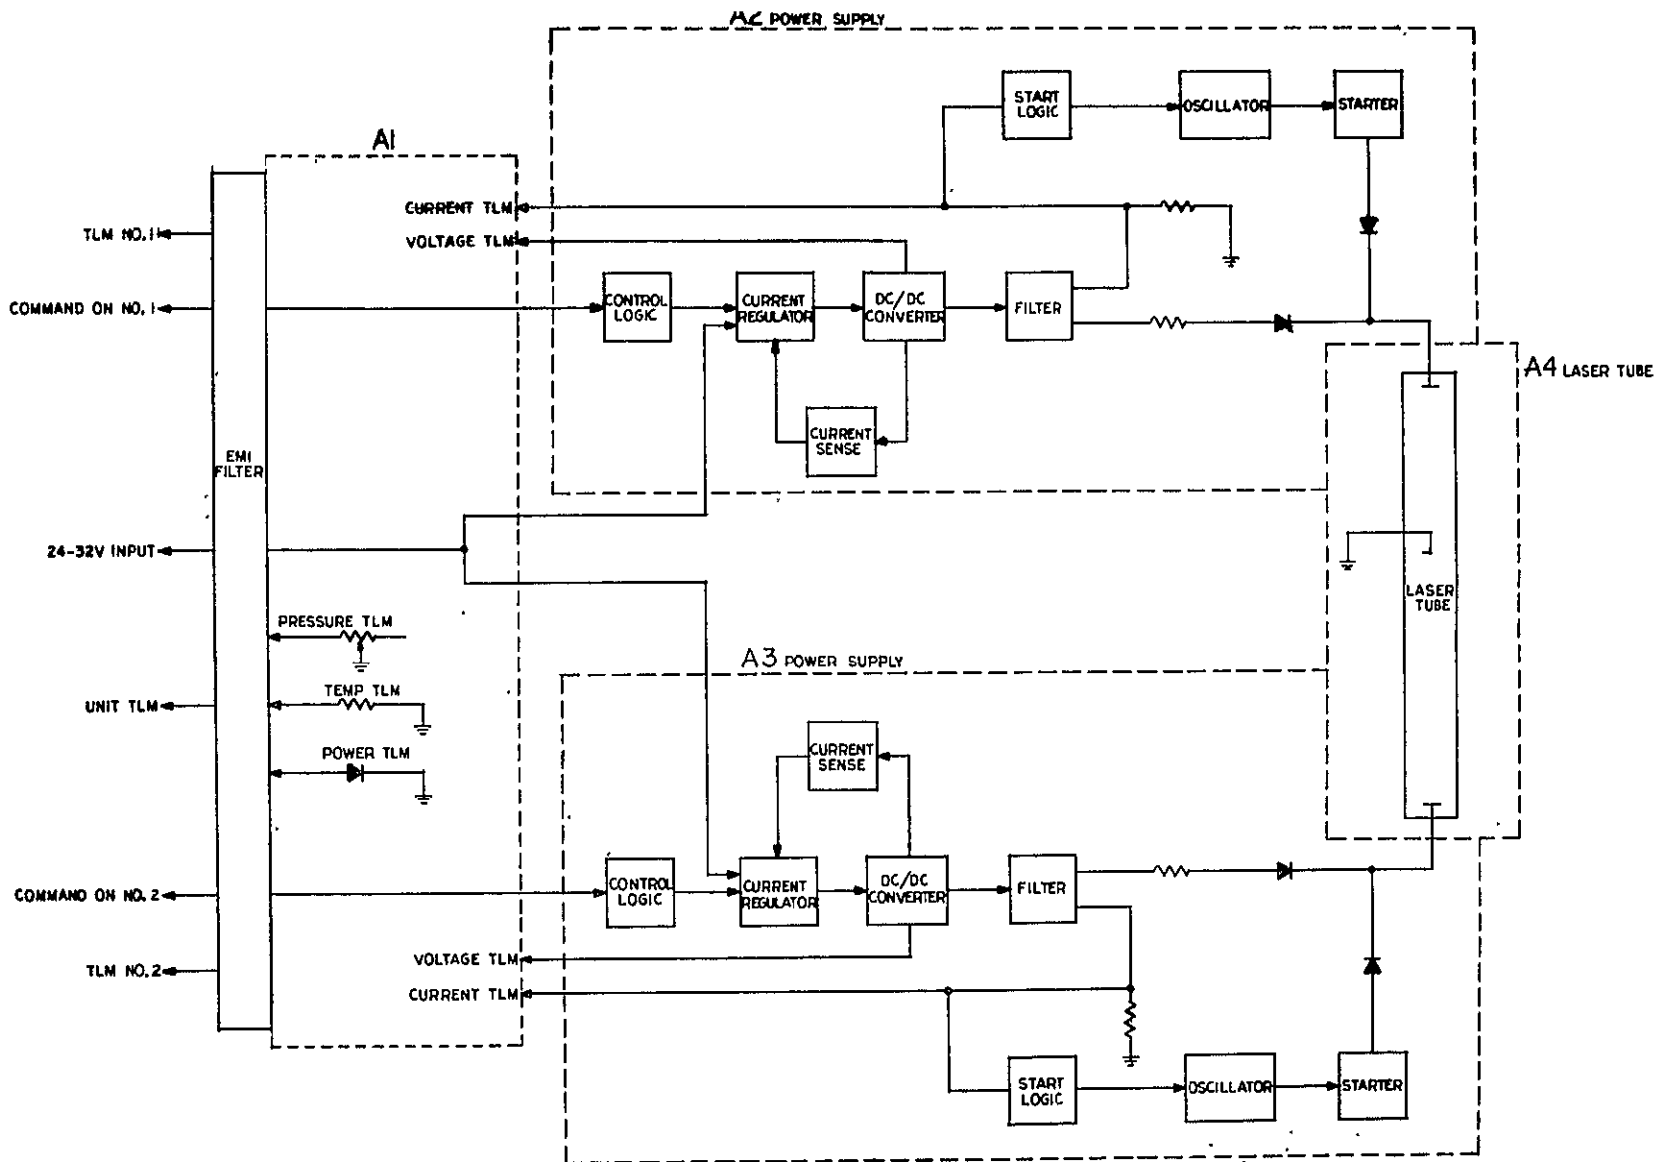 A2 POWER SUPPLY
START
LOGIC
OSCILLATOR
STARTER
A1
CURRENT TLM
TLM NO.1
VOLTAGE TLM
COMMAND ON NO.1
CONTROL
LOGIC
CURRENT
REGULATOR
DC/DC
CONVERTER
FILTER
A4 LASER TUBE
CURRENT
SENSE
EMI
FILTER
24-32V INPUT
LASER
TUBE
PRESSURE TLM
A3 POWER SUPPLY
TEMP TLM
UNIT TLM
POWER TLM
CURRENT
SENSE
CONTROL
LOGIC
CURRENT
REGULATOR
DC/DC
CONVERTER
FILTER
COMMAND ON NO.2
VOLTAGE TLM
TLM NO.2
CURRENT TLM
START
LOGIC
OSCILLATOR
STARTER